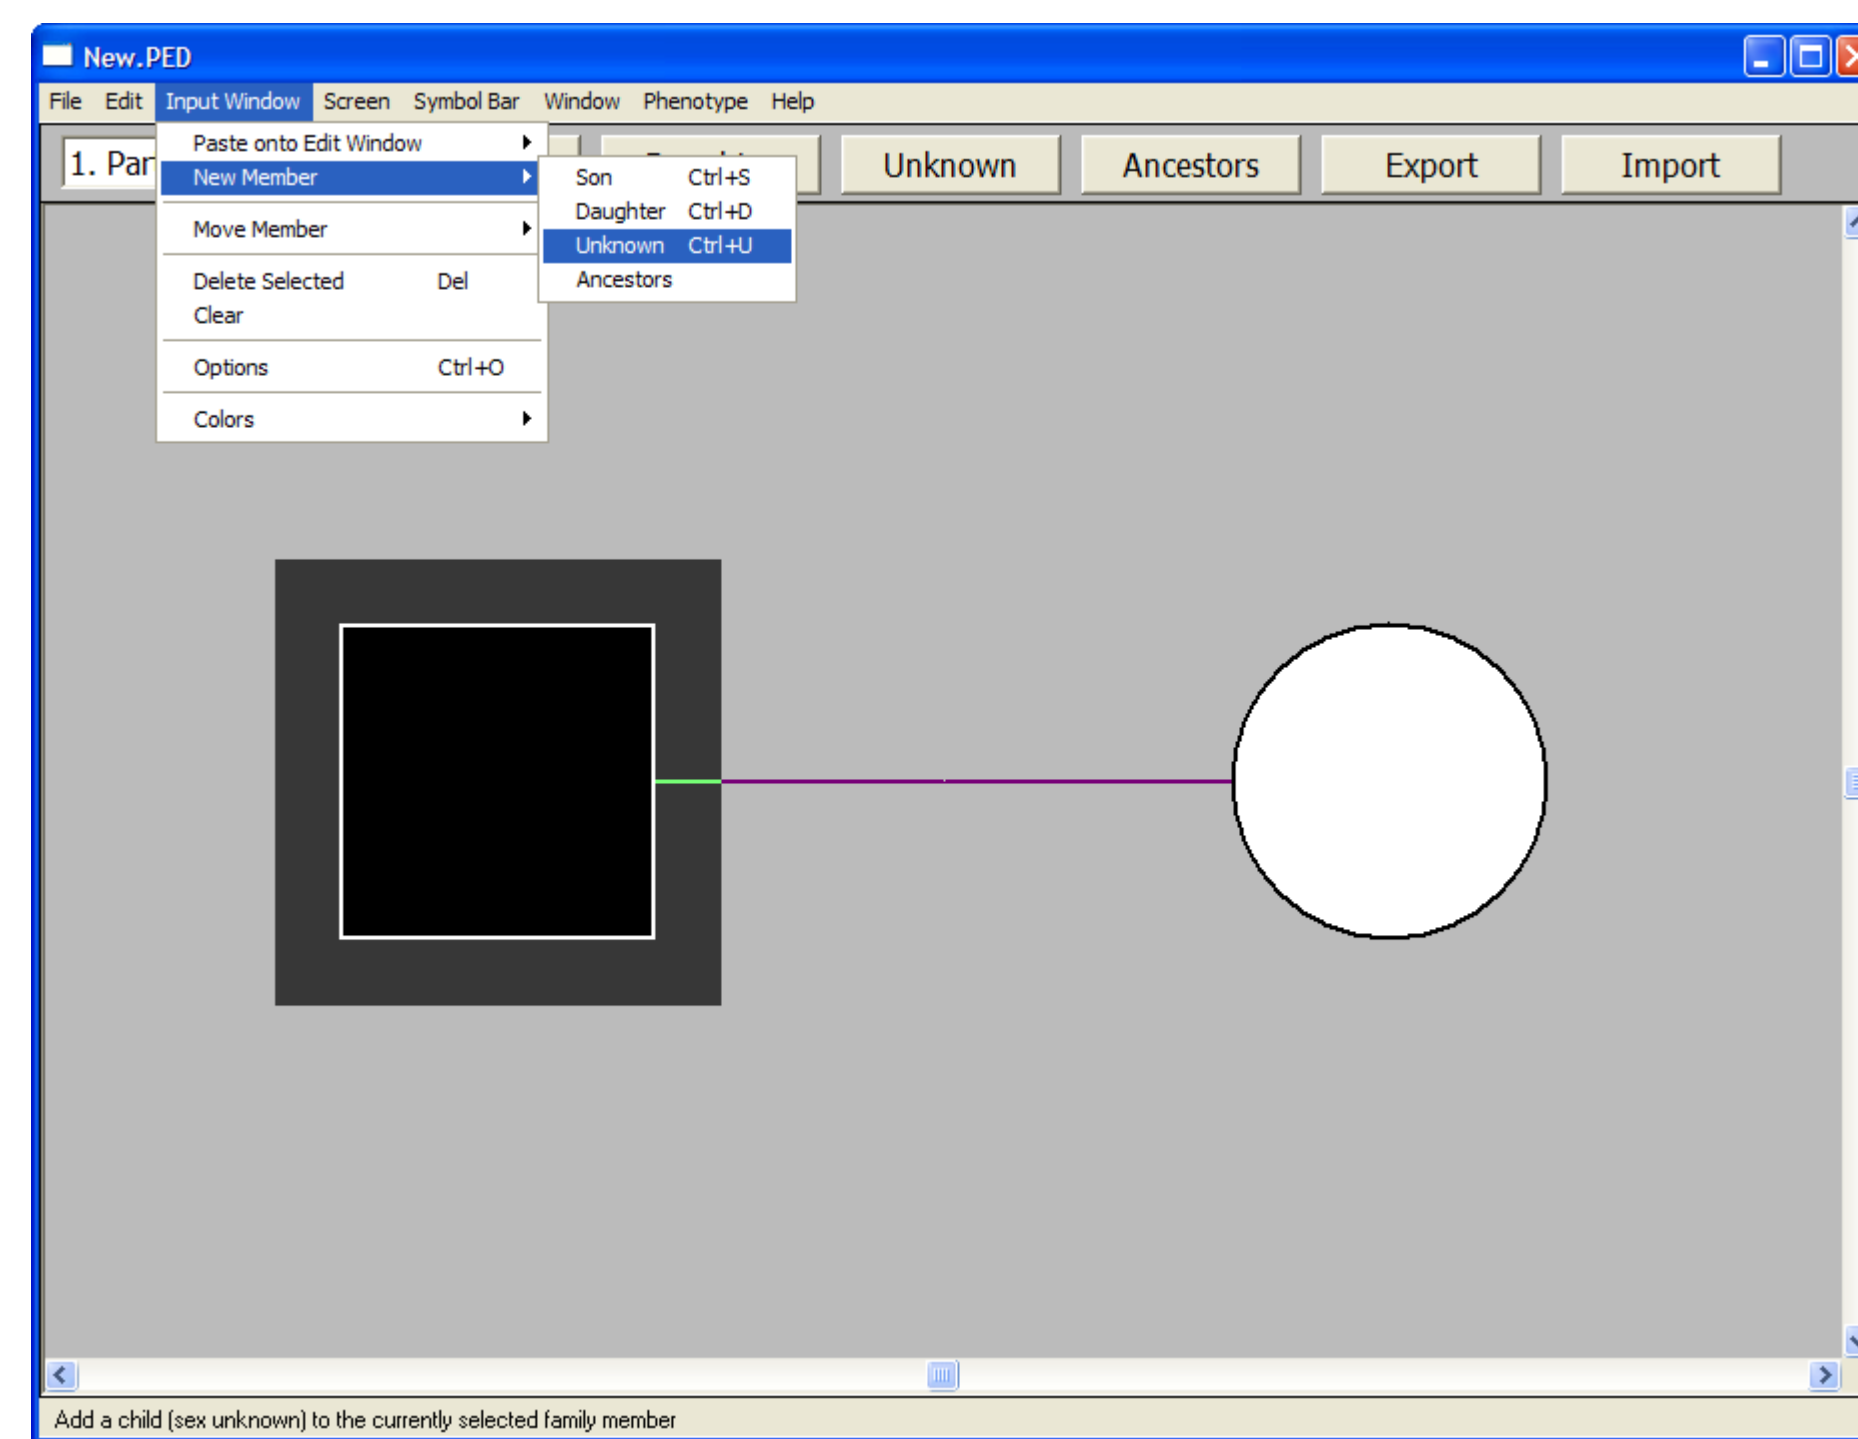 New.PED
File Edit Input Window Screen Symbol Bar Window Phenotype Help
1. Par
Unknown Ancestors Export Import
Paste onto Edit Window
New Member
Move Member
Delete Selected Del
Clear
Options Ctrl+O
Colors
Son Ctrl+S
Daughter Ctrl+D
Unknown Ctrl+U
Ancestors
Add a child (sex unknown) to the currently selected family member